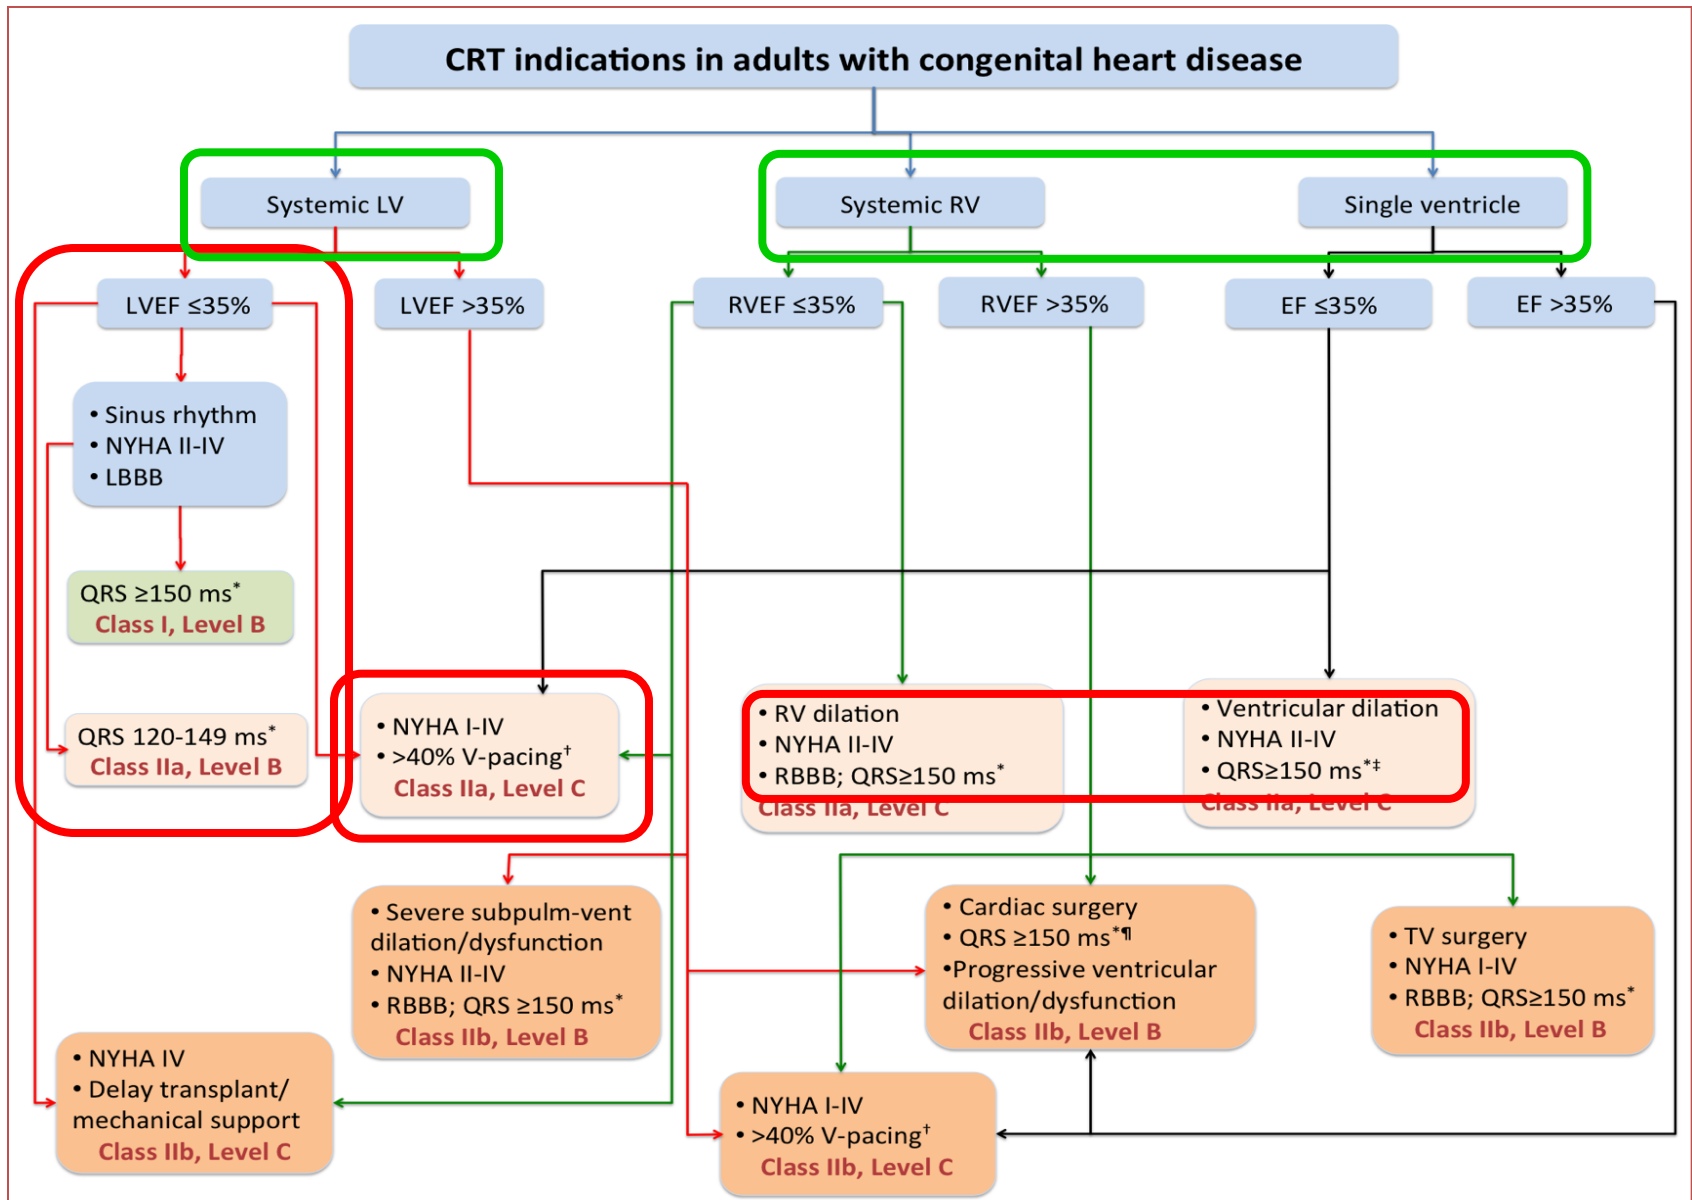 CRT indications in adults with congenital heart disease
Systemic LV
Systemic RV
Single ventricle
LVEF ≤35%
LVEF >35%
RVEF ≤35%
RVEF >35%
EF ≤35%
EF >35%
• Sinus rhythm
• NYHA II-IV
• LBBB
QRS ≥150 ms*
Class I, Level B
QRS 120-149 ms*
Class IIa, Level B
• NYHA I-IV
• >40% V-pacing†
Class IIa, Level C
• RV dilation
• NYHA II-IV
• RBBB; QRS≥150 ms*
Class IIa, Level C
• Ventricular dilation
• NYHA II-IV
• QRS≥150 ms*‡
Class IIa, Level C
• Severe subpulm-vent
dilation/dysfunction
• NYHA II-IV
• RBBB; QRS ≥150 ms*
Class IIb, Level B
• Cardiac surgery
• QRS ≥150 ms*¶
•Progressive ventricular
dilation/dysfunction
Class IIb, Level B
• TV surgery
• NYHA I-IV
• RBBB; QRS≥150 ms*
Class IIb, Level B
• NYHA IV
• Delay transplant/
mechanical support
Class IIb, Level C
• NYHA I-IV
• >40% V-pacing†
Class IIb, Level C